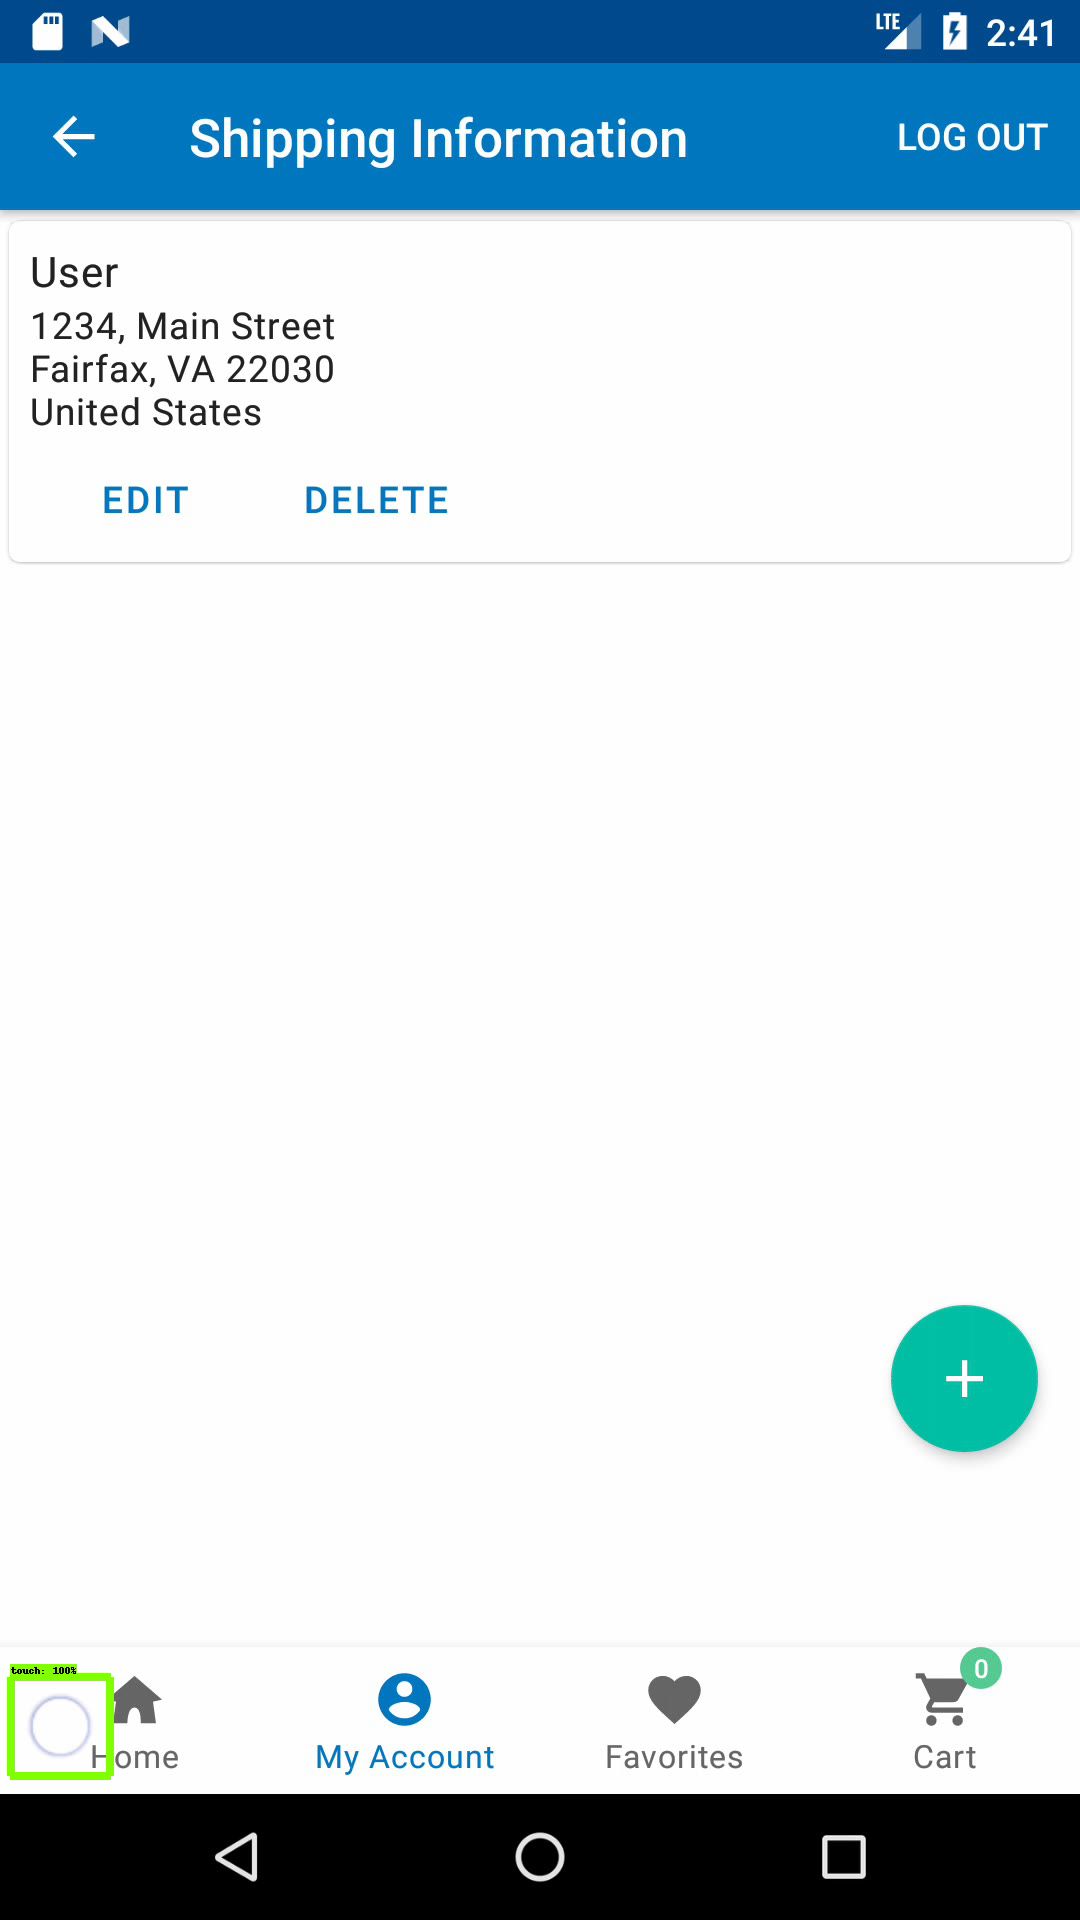 LTE 2:41
Shipping Information LOG OUT
User
1234, Main Street
Fairfax, VA 22030
United States
EDIT DELETE
0
touch: 100%
Home My Account Favorites Cart